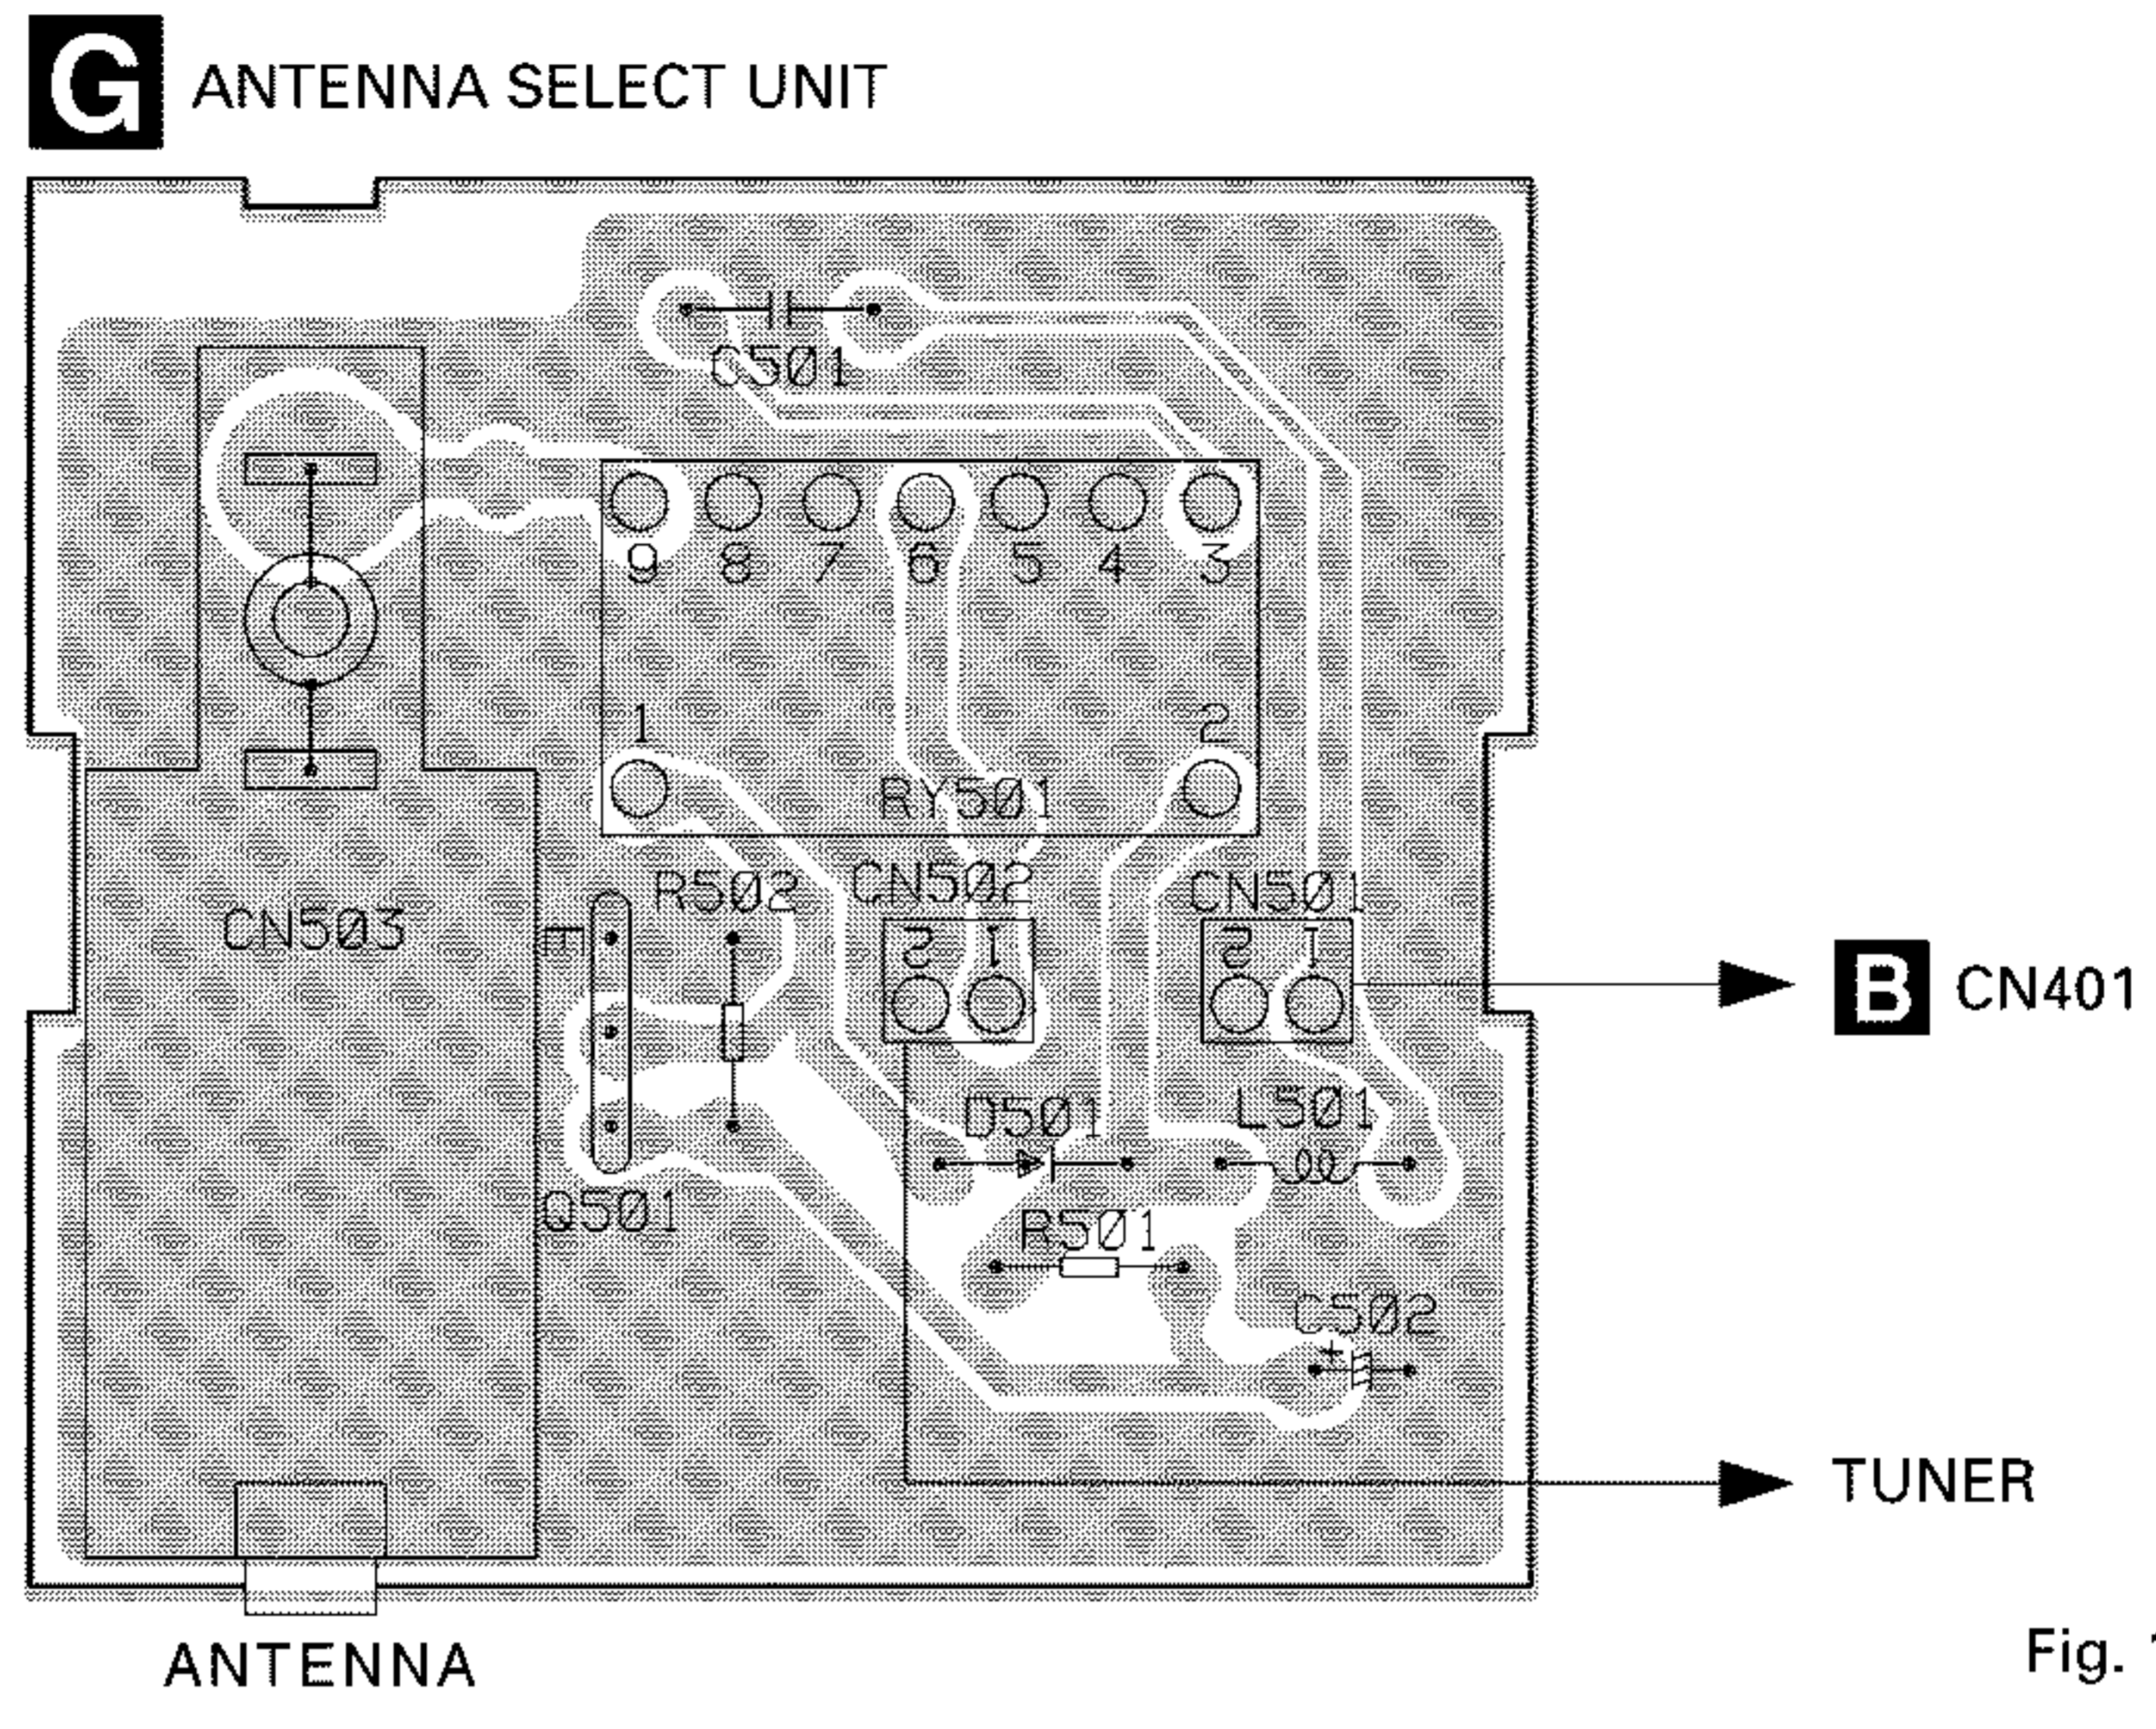 G ANTENNA SELECT UNIT
C501
9 8 7 6 5 4 3
1 2
RY501
R502 CN502 CN501
CN503 E 2 1 2 1
B CN401
D501 L501
Q501 R501
C502
+
TUNER
ANTENNA
Fig.